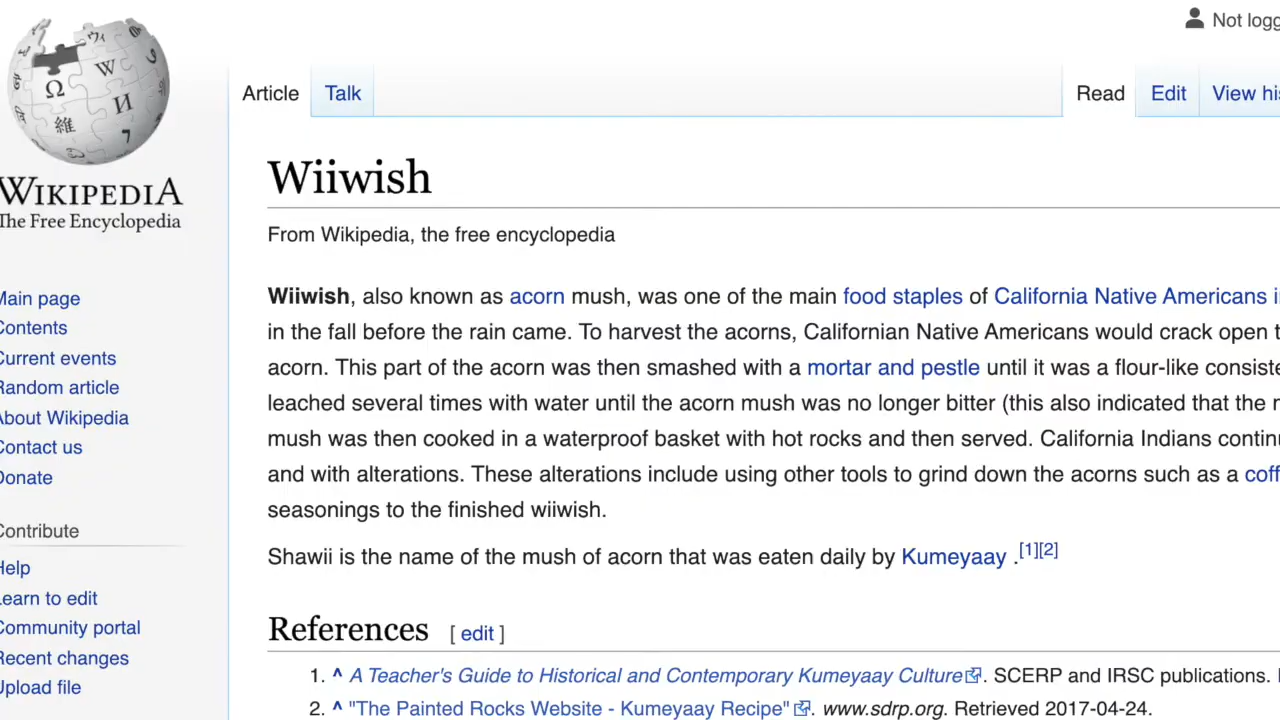 Not logg
Article Talk Read Edit View his
WIKIPEDIA
The Free Encyclopedia
Wiiwish
From Wikipedia, the free encyclopedia
Wiiwish, also known as acorn mush, was one of the main food staples of California Native Americans i
in the fall before the rain came. To harvest the acorns, Californian Native Americans would crack open t
acorn. This part of the acorn was then smashed with a mortar and pestle until it was a flour-like consiste
leached several times with water until the acorn mush was no longer bitter (this also indicated that the
mush was then cooked in a waterproof basket with hot rocks and then served. California Indians contin
and with alterations. These alterations include using other tools to grind down the acorns such as a coff
seasonings to the finished wiiwish.
Shawii is the name of the mush of acorn that was eaten daily by Kumeyaay .[1][2]
References [ edit ]
1. ^ A Teacher's Guide to Historical and Contemporary Kumeyaay Culture. SCERP and IRSC publications.
2. ^ "The Painted Rocks Website - Kumeyaay Recipe". www.sdrp.org. Retrieved 2017-04-24.
Main page
Contents
Current events
Random article
About Wikipedia
Contact us
Donate
Contribute
Help
Learn to edit
Community portal
Recent changes
Upload file